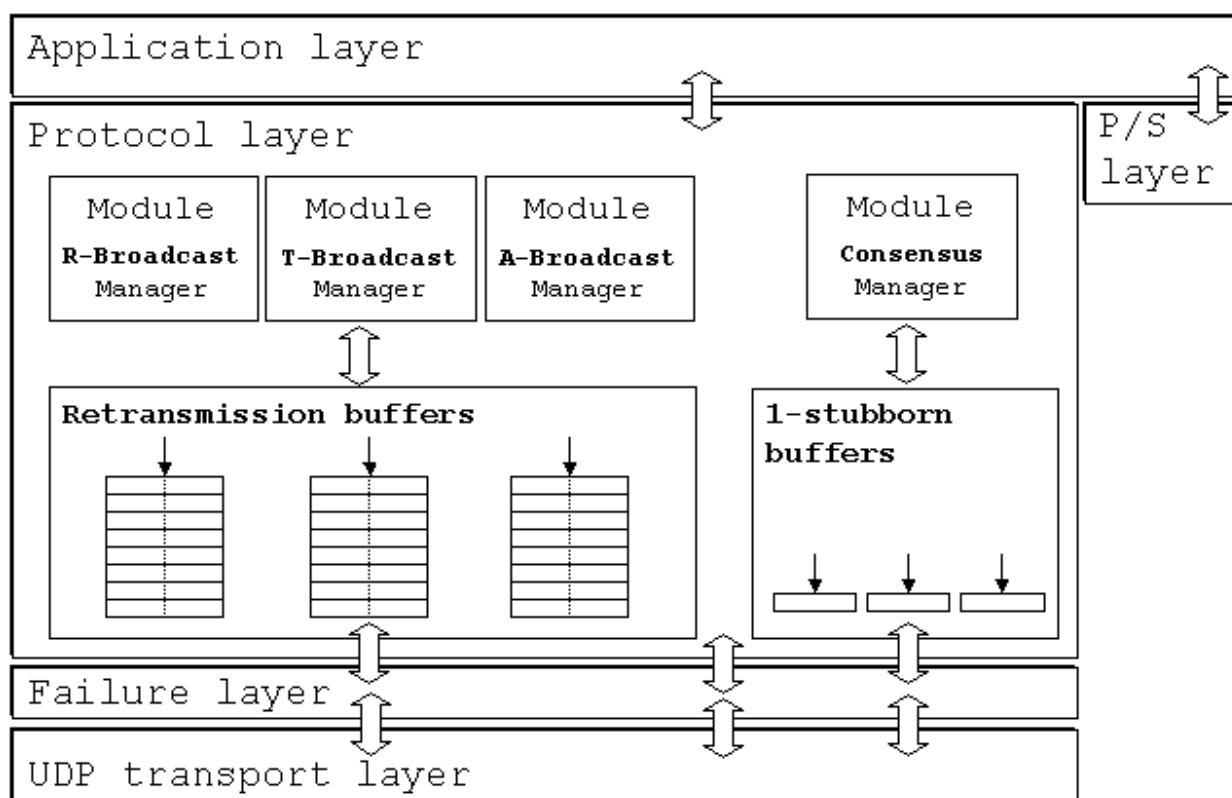 Application layer
Protocol layer
P/S
layer
Module
R-Broadcast
Manager
Module
T-Broadcast
Manager
Module
A-Broadcast
Manager
Module
Consensus
Manager
Retransmission buffers
1-stubborn
buffers
Failure layer
UDP transport layer